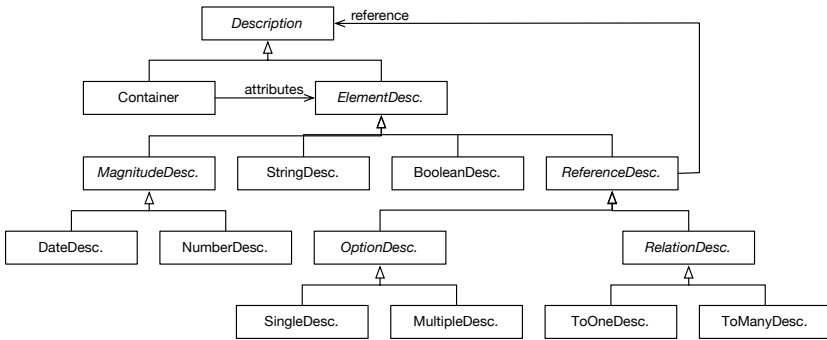 Description
reference
Container
attributes
ElementDesc.
MagnitudeDesc.
StringDesc.
BooleanDesc.
ReferenceDesc.
DateDesc.
NumberDesc.
OptionDesc.
RelationDesc.
SingleDesc.
MultipleDesc.
ToOneDesc.
ToManyDesc.